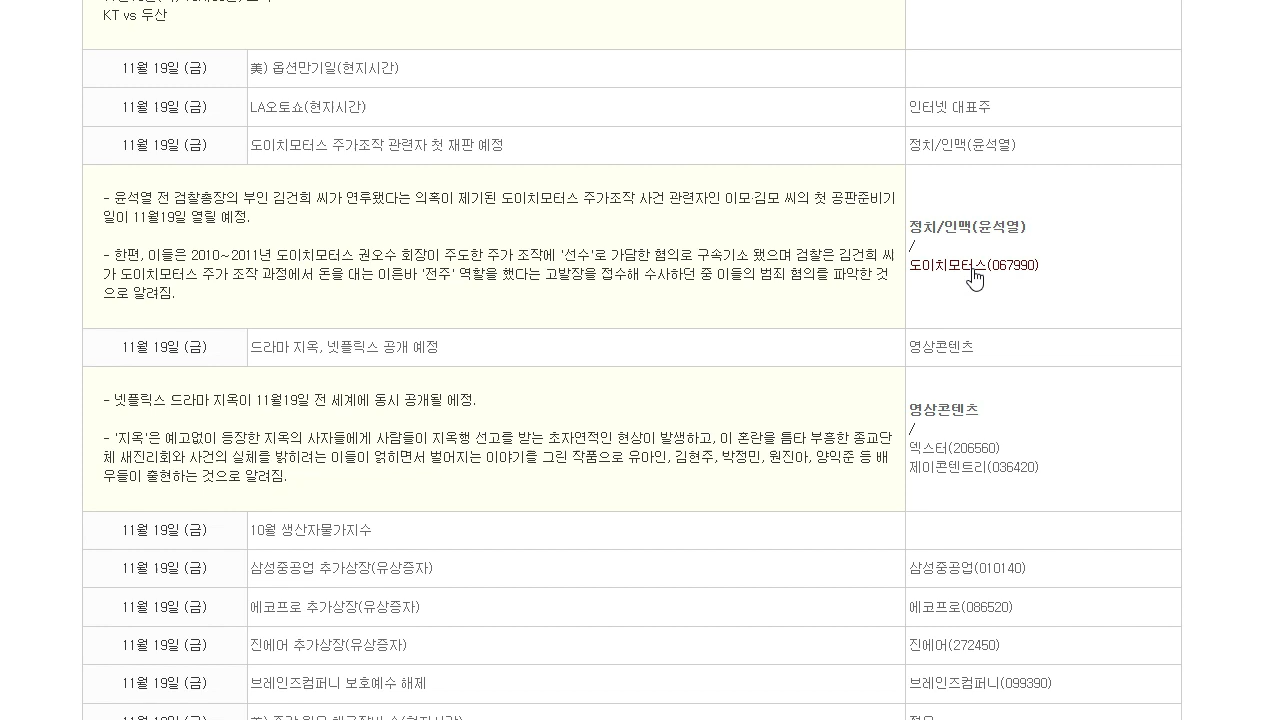 KT vs 두산
11월 19일 (금) 美) 옵션만기일(현지시간)
11월 19일 (금) LA오토쇼(현지시간) 인터넷 대표주
11월 19일 (금) 도이치모터스 주가조작 관련자 첫 재판 예정 정치/인맥(윤석열)
- 윤석열 전 검찰총장의 부인 김건희 씨가 연루됐다는 의혹이 제기된 도이치모터스 주가조작 사건 관련자인 이모·김모 씨의 첫 공판준비기
일이 11월19일 열릴 예정.
- 한편, 이들은 2010~2011년 도이치모터스 권오수 회장이 주도한 주가 조작에 '선수'로 가담한 혐의로 구속기소 됐으며 검찰은 김건희 씨
가 도이치모터스 주가 조작 과정에서 돈을 대는 이른바 '전주' 역할을 했다는 고발장을 접수해 수사하던 중 이들의 범죄 혐의를 파악한 것
으로 알려짐.
정치/인맥(윤석열)
/
도이치모터스(067990)
11월 19일 (금) 드라마 지옥, 넷플릭스 공개 예정 영상콘텐츠
- 넷플릭스 드라마 지옥이 11월19일 전 세계에 동시 공개될 예정.
- '지옥'은 예고없이 등장한 지옥의 사자들에게 사람들이 지옥행 선고를 받는 초자연적인 현상이 발생하고, 이 혼란을 틈타 부흥한 종교단
체 새진리회와 사건의 실체를 밝히려는 이들이 얽히면서 벌어지는 이야기를 그린 작품으로 유아인, 김현주, 박정민, 원진아, 양익준 등 배
우들이 출현하는 것으로 알려짐.
영상콘텐츠
/
덱스터(206560)
제이콘텐트리(036420)
11월 19일 (금) 10월 생산자물가지수
11월 19일 (금) 삼성중공업 추가상장(유상증자) 삼성중공업(010140)
11월 19일 (금) 에코프로 추가상장(유상증자) 에코프로(086520)
11월 19일 (금) 진에어 추가상장(유상증자) 진에어(272450)
11월 19일 (금) 브레인즈컴퍼니 보호예수 해제 브레인즈컴퍼니(099390)